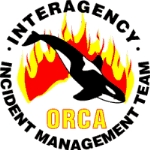 · INTERAGENCY ·
INCIDENT MANAGEMENT TEAM
ORCA